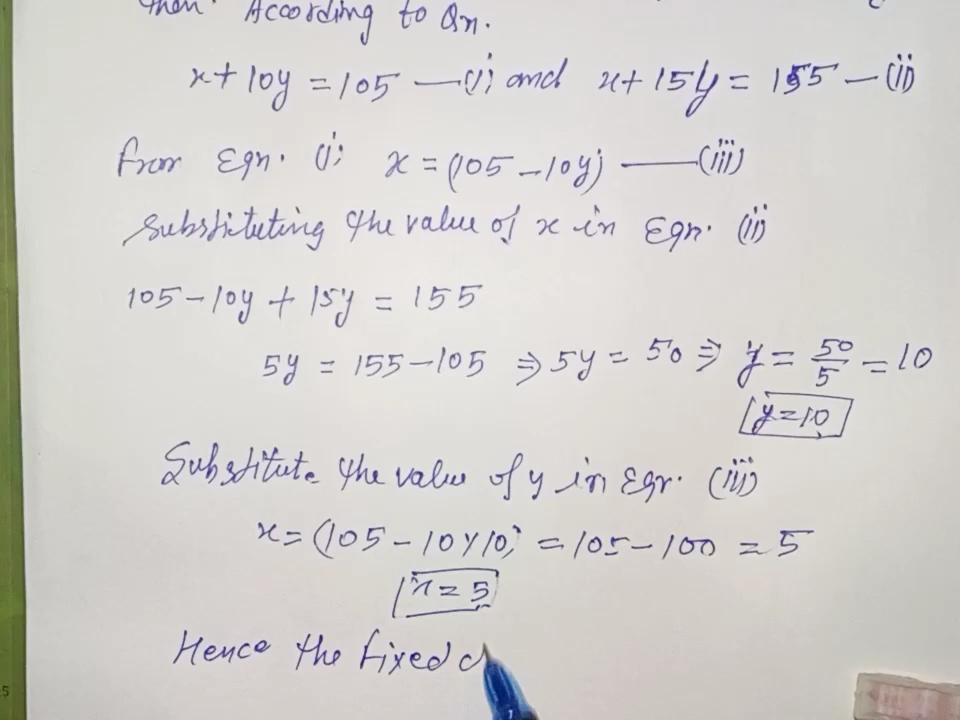 then According to Qn.
x + 10y = 105 — (i) and x + 15y = 155 — (ii)
from Eqn. (i) x = (105 - 10y) — (iii)
Substituting the value of x in Eqn. (ii)
105 - 10y + 15y = 155
5y = 155 - 105 ⇒ 5y = 50 ⇒ y = 50/5 = 10
y = 10
Substitute the value of y in Eqn. (iii)
x = (105 - 10×10) = 105 - 100 = 5
x = 5
Hence the fixed c
5